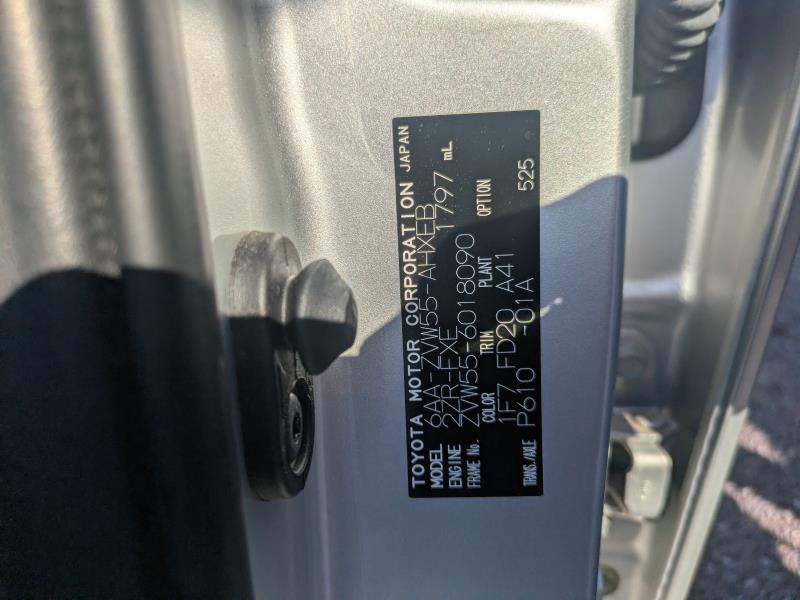 TOYOTA MOTOR CORPORATION JAPAN
MODEL 6AA-ZVW55-AHXEB
ENGINE 2ZR-FXE 1797 mL
FRAME No. ZVW55-6018090
COLOR TRIM PLANT OPTION
1F7 FD20 A41
TRANS./AXLE P610 -01A 525